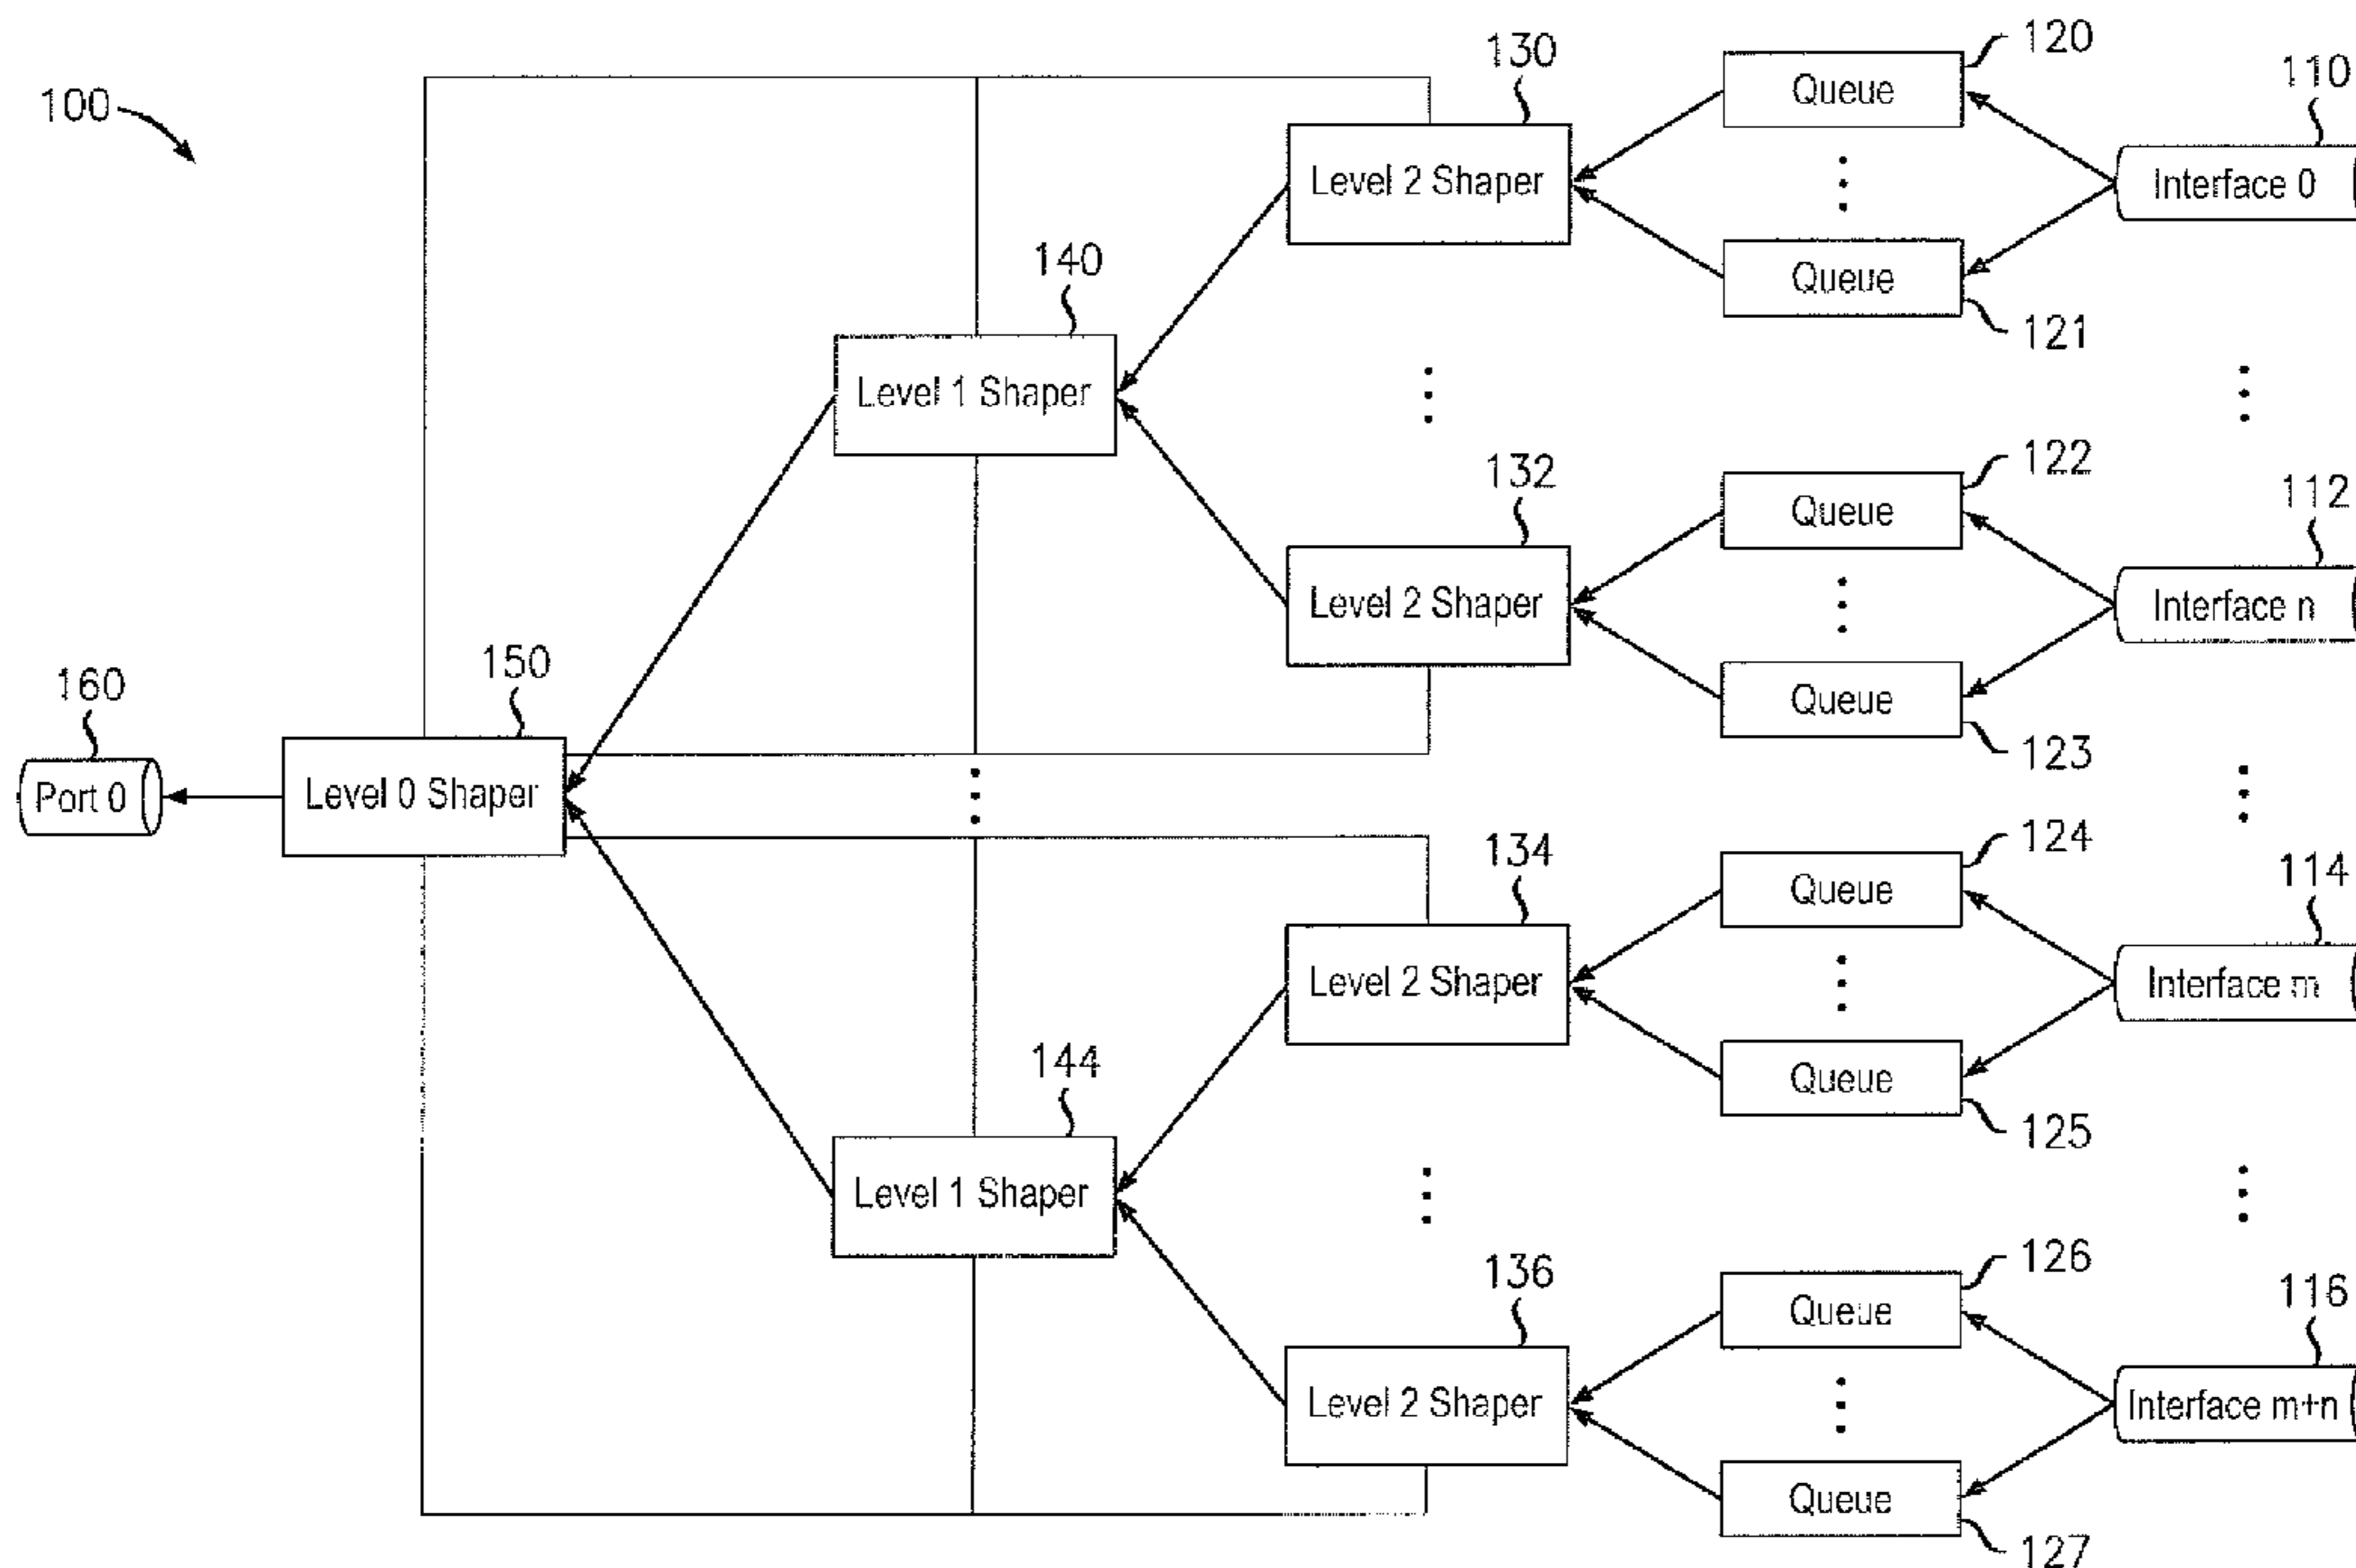 120
130
110
100
Queue
Interface 0
Level 2 Shaper
Queue
140
121
Level 1 Shaper
122
132
112
Queue
Interface n
Level 2 Shaper
150
160
Queue
123
Port 0
Level 0 Shaper
124
134
114
Queue
Level 2 Shaper
Interface m
144
Queue
125
Level 1 Shaper
126
136
116
Queue
Level 2 Shaper
Interface m+n
Queue
127